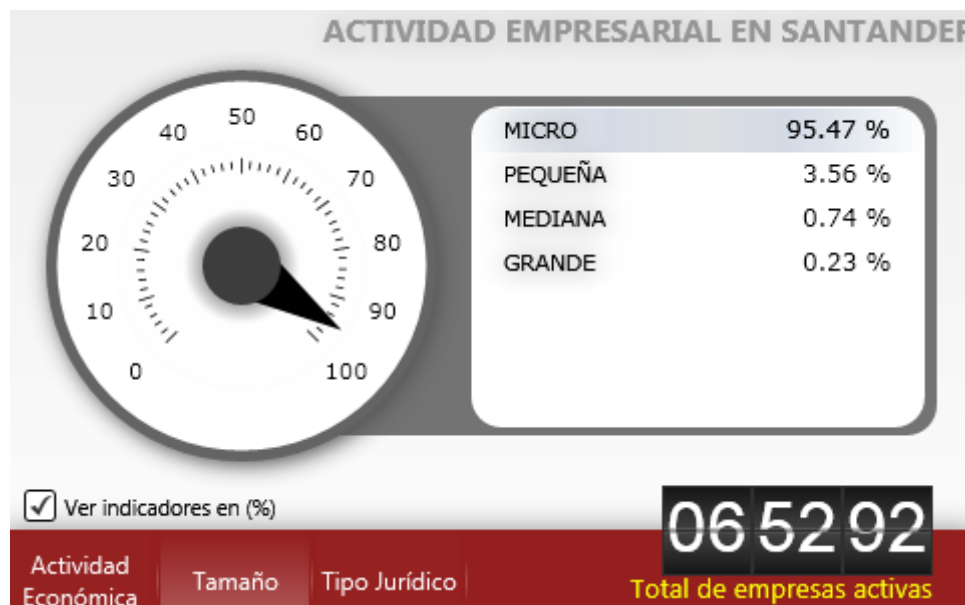 ACTIVIDAD EMPRESARIAL EN SANTANDER
0
10
20
30
40
50
60
70
80
90
100
MICRO 95.47 %
PEQUEÑA 3.56 %
MEDIANA 0.74 %
GRANDE 0.23 %
Ver indicadores en (%)
06 52 92
Total de empresas activas
Actividad
Económica
Tamaño
Tipo Jurídico